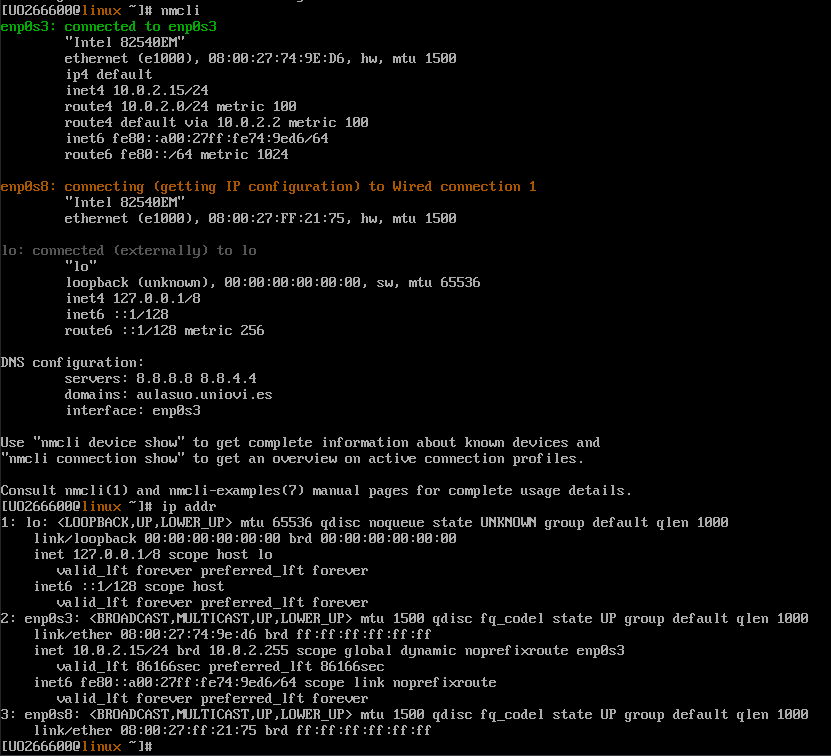 [UO266600@linux ~]# nmcli
enp0s3: connected to enp0s3
        "Intel 82540EM"
        ethernet (e1000), 08:00:27:74:9E:D6, hw, mtu 1500
        ip4 default
        inet4 10.0.2.15/24
        route4 10.0.2.0/24 metric 100
        route4 default via 10.0.2.2 metric 100
        inet6 fe80::a00:27ff:fe74:9ed6/64
        route6 fe80::/64 metric 1024

enp0s8: connecting (getting IP configuration) to Wired connection 1
        "Intel 82540EM"
        ethernet (e1000), 08:00:27:FF:21:75, hw, mtu 1500

lo: connected (externally) to lo
        "lo"
        loopback (unknown), 00:00:00:00:00:00, sw, mtu 65536
        inet4 127.0.0.1/8
        inet6 ::1/128
        route6 ::1/128 metric 256

DNS configuration:
        servers: 8.8.8.8 8.8.4.4
        domains: aulasuo.uniovi.es
        interface: enp0s3

Use "nmcli device show" to get complete information about known devices and
"nmcli connection show" to get an overview on active connection profiles.

Consult nmcli(1) and nmcli-examples(7) manual pages for complete usage details.
[UO266600@linux ~]# ip addr
1: lo: <LOOPBACK,UP,LOWER_UP> mtu 65536 qdisc noqueue state UNKNOWN group default qlen 1000
    link/loopback 00:00:00:00:00:00 brd 00:00:00:00:00:00
    inet 127.0.0.1/8 scope host lo
       valid_lft forever preferred_lft forever
    inet6 ::1/128 scope host
       valid_lft forever preferred_lft forever
2: enp0s3: <BROADCAST,MULTICAST,UP,LOWER_UP> mtu 1500 qdisc fq_codel state UP group default qlen 1000
    link/ether 08:00:27:74:9e:d6 brd ff:ff:ff:ff:ff:ff
    inet 10.0.2.15/24 brd 10.0.2.255 scope global dynamic noprefixroute enp0s3
       valid_lft 86166sec preferred_lft 86166sec
    inet6 fe80::a00:27ff:fe74:9ed6/64 scope link noprefixroute
       valid_lft forever preferred_lft forever
3: enp0s8: <BROADCAST,MULTICAST,UP,LOWER_UP> mtu 1500 qdisc fq_codel state UP group default qlen 1000
    link/ether 08:00:27:ff:21:75 brd ff:ff:ff:ff:ff:ff
[UO266600@linux ~]#